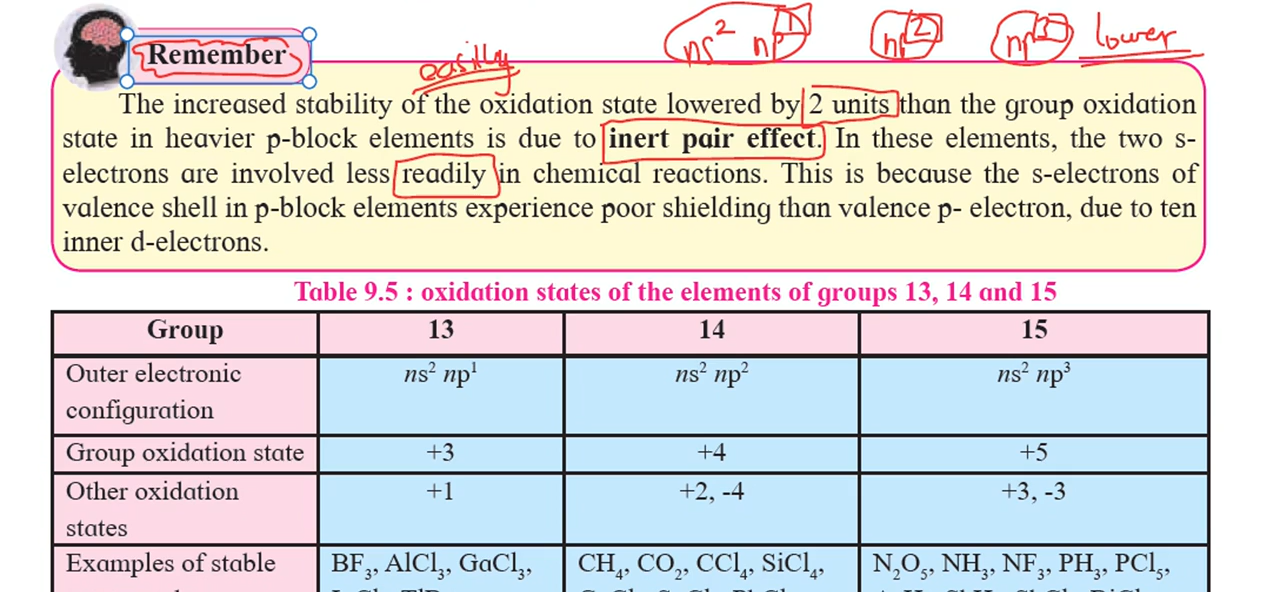 ns² np¹ np² np³ lower
Remember
easilly
The increased stability of the oxidation state lowered by 2 units than the group oxidation
state in heavier p-block elements is due to inert pair effect. In these elements, the two s-
electrons are involved less readily in chemical reactions. This is because the s-electrons of
valence shell in p-block elements experience poor shielding than valence p- electron, due to ten
inner d-electrons.
Table 9.5 : oxidation states of the elements of groups 13, 14 and 15
Group 13 14 15
Outer electronic ns² np¹ ns² np² ns² np³
configuration
Group oxidation state +3 +4 +5
Other oxidation +1 +2, -4 +3, -3
states
Examples of stable BF₃, AlCl₃, GaCl₃, CH₄, CO₂, CCl₄, SiCl₄, N₂O₅, NH₃, NF₃, PH₃, PCl₅,